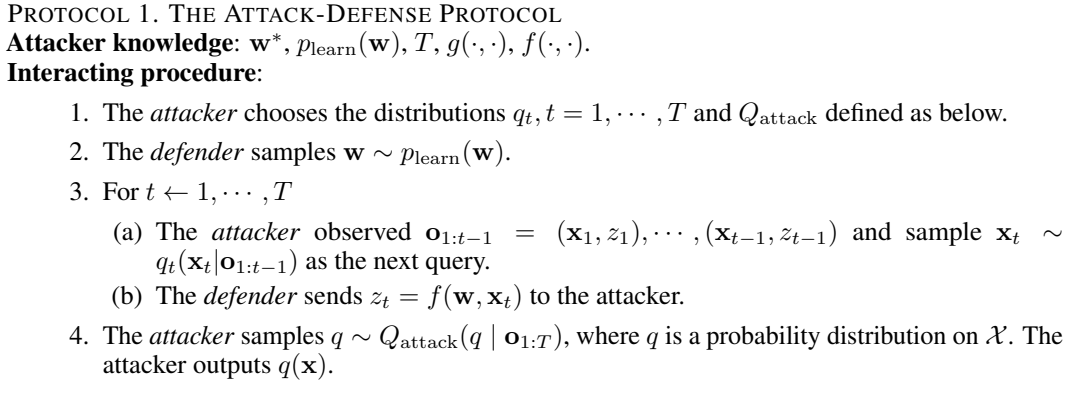 PROTOCOL 1. THE ATTACK-DEFENSE PROTOCOL
Attacker knowledge: w*, p_learn(w), T, g(·, ·), f(·, ·).
Interacting procedure:
1. The attacker chooses the distributions q_t, t = 1, ··· , T and Q_attack defined as below.
2. The defender samples w ∼ p_learn(w).
3. For t ← 1, ··· , T
(a) The attacker observed o_{1:t−1} = (x_1, z_1), ··· , (x_{t−1}, z_{t−1}) and sample x_t ∼
q_t(x_t|o_{1:t−1}) as the next query.
(b) The defender sends z_t = f(w, x_t) to the attacker.
4. The attacker samples q ∼ Q_attack(q | o_{1:T}), where q is a probability distribution on 𝒳. The
attacker outputs q(x).